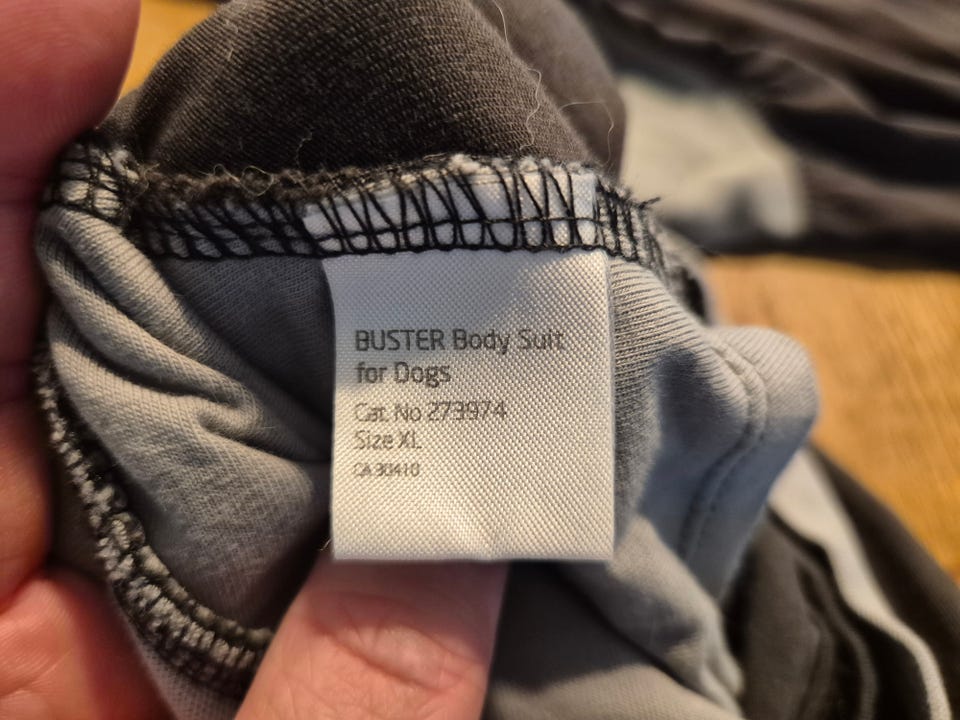 BUSTER Body Suit
for Dogs
Cat. No 273974
Size XL
CA 30410